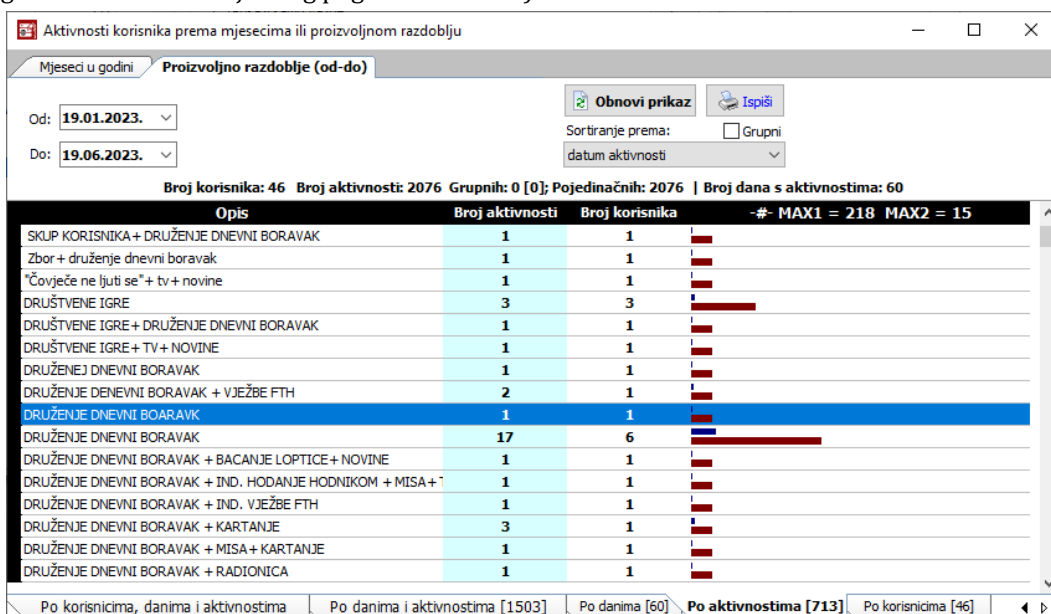 Aktivnosti korisnika prema mjesecima ili proizvoljnom razdoblju
Mjeseci u godini Proizvoljno razdoblje (od-do)
Od: 19.01.2023.
Do: 19.06.2023.
Obnovi prikaz Ispiši
Sortiranje prema: Grupni
datum aktivnosti
Broj korisnika: 46 Broj aktivnosti: 2076 Grupnih: 0 [0]; Pojedinačnih: 2076 | Broj dana s aktivnostima: 60
Opis Broj aktivnosti Broj korisnika -#- MAX1 = 218 MAX2 = 15
SKUP KORISNIKA+ DRUŽENJE DNEVNI BORAVAK 1 1
Zbor+ druženje dnevni boravak 1 1
"Čovječe ne ljuti se"+ tv+ novine 1 1
DRUŠTVENE IGRE 3 3
DRUŠTVENE IGRE+ DRUŽENJE DNEVNI BORAVAK 1 1
DRUŠTVENE IGRE+ TV+ NOVINE 1 1
DRUŽENEJ DNEVNI BORAVAK 1 1
DRUŽENJE DENEVNI BORAVAK + VJEŽBE FTH 2 1
DRUŽENJE DNEVNI BOARAVK 1 1
DRUŽENJE DNEVNI BORAVAK 17 6
DRUŽENJE DNEVNI BORAVAK + BACANJE LOPTICE+ NOVINE 1 1
DRUŽENJE DNEVNI BORAVAK + IND. HODANJE HODNIKOM + MISA+ 1 1
DRUŽENJE DNEVNI BORAVAK + IND. VJEŽBE FTH 1 1
DRUŽENJE DNEVNI BORAVAK + KARTANJE 3 1
DRUŽENJE DNEVNI BORAVAK + MISA+ KARTANJE 1 1
DRUŽENJE DNEVNI BORAVAK + RADIONICA 1 1
Po korisnicima, danima i aktivnostima Po danima i aktivnostima [1503] Po danima [60] Po aktivnostima [713] Po korisnicima [46]